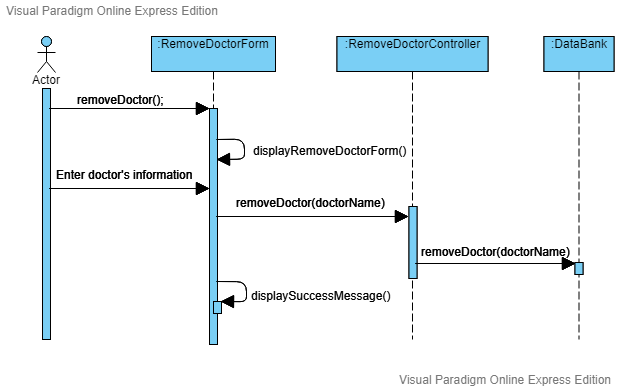 Visual Paradigm Online Express Edition
:RemoveDoctorForm
:RemoveDoctorController
:DataBank
Actor
removeDoctor();
displayRemoveDoctorForm()
Enter doctor's information
removeDoctor(doctorName)
removeDoctor(doctorName)
displaySuccessMessage()
Visual Paradigm Online Express Edition